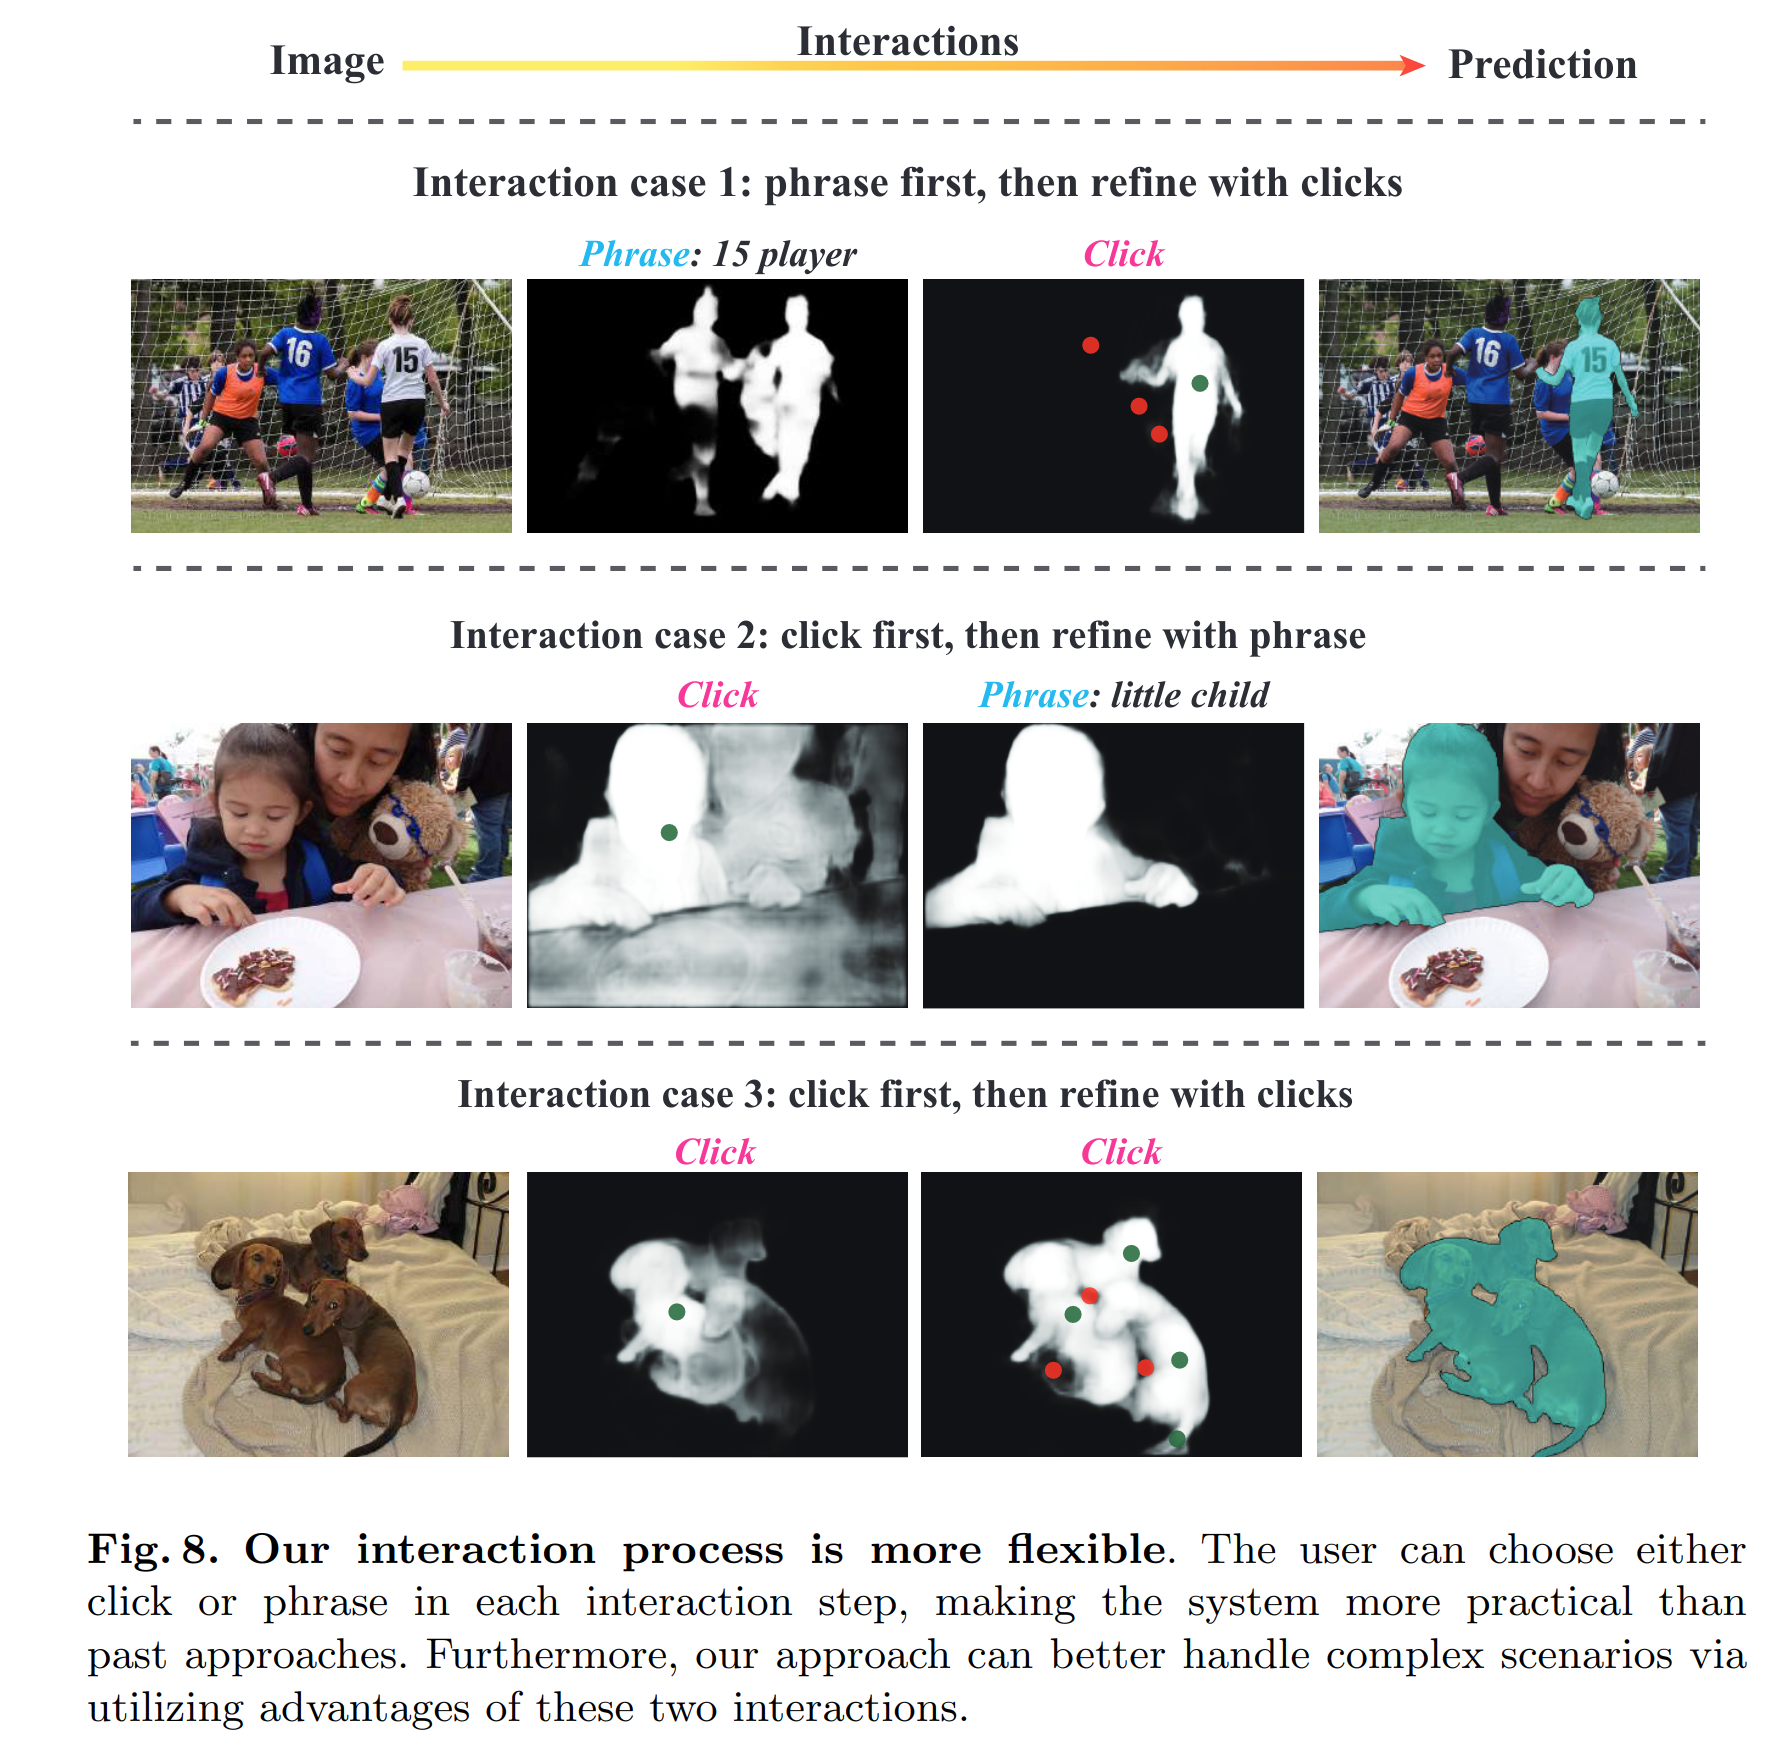 Image
Interactions
Prediction
Interaction case 1: phrase first, then refine with clicks
Phrase: 15 player
Click
16
15
16
15
Interaction case 2: click first, then refine with phrase
Click
Phrase: little child
Interaction case 3: click first, then refine with clicks
Click
Click
Fig. 8. Our interaction process is more flexible. The user can choose either
click or phrase in each interaction step, making the system more practical than
past approaches. Furthermore, our approach can better handle complex scenarios via
utilizing advantages of these two interactions.